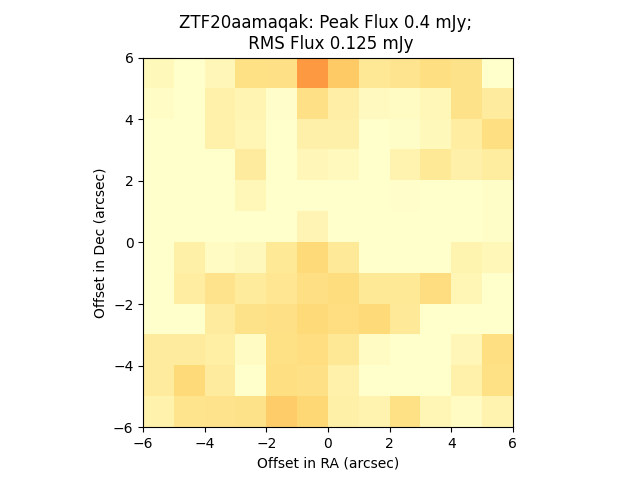 ZTF20aamaqak: Peak Flux 0.4 mJy;
RMS Flux 0.125 mJy
6
4
2
0
−2
−4
−6
Offset in Dec (arcsec)
−6 −4 −2 0 2 4 6
Offset in RA (arcsec)